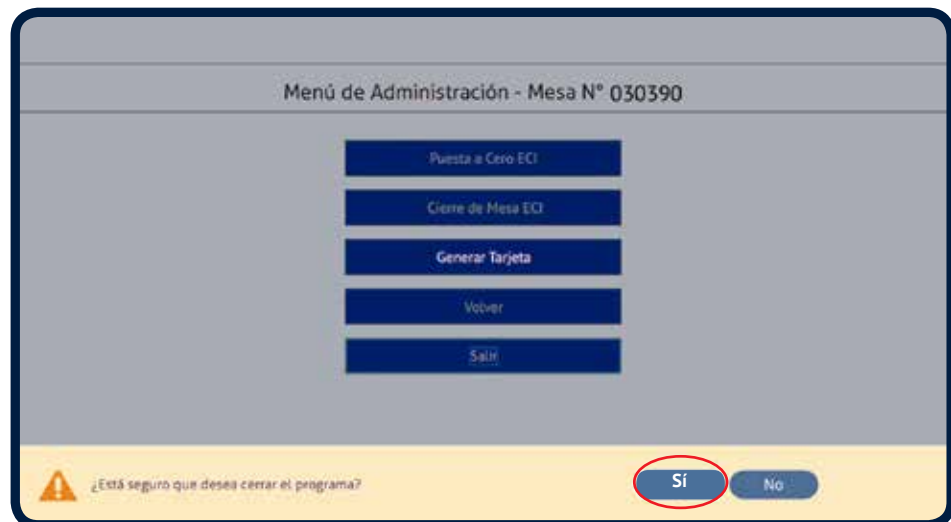 Menú de Administración - Mesa N° 030390
Puesta a Cero ECI
Cierre de Mesa ECI
Generar Tarjeta
Volver
Salir
¿Está seguro que desea cerrar el programa?
Sí
No